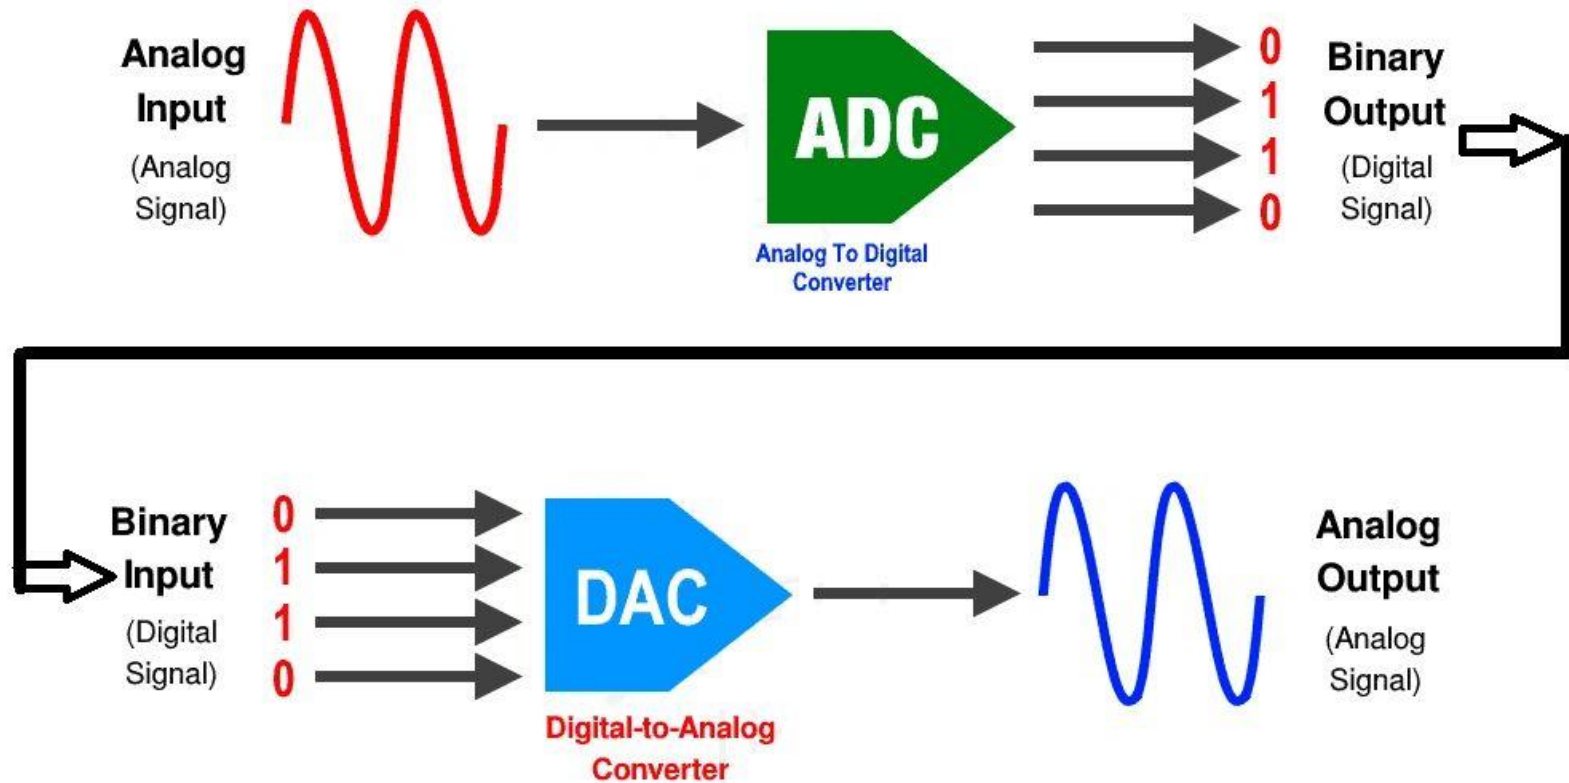 Analog
Input
(Analog
Signal)
ADC
Analog To Digital
Converter
0
1
1
0
Binary
Output
(Digital
Signal)
Binary
Input
(Digital
Signal)
0
1
1
0
DAC
Digital-to-Analog
Converter
Analog
Output
(Analog
Signal)